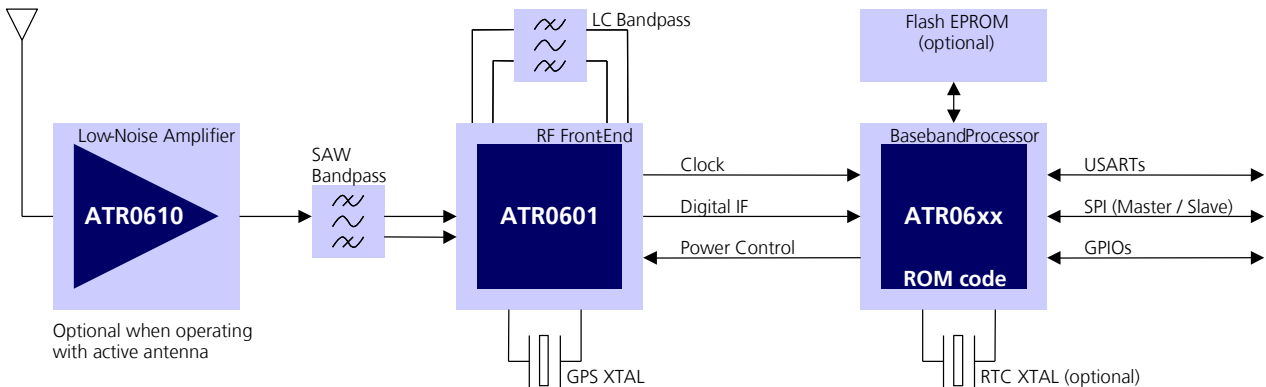 LC Bandpass
Flash EPROM
(optional)
Low-Noise Amplifier
SAW
Bandpass
RF Front-End
BasebandProcessor
ATR0610
ATR0601
Clock
Digital IF
Power Control
ATR06xx
ROM code
USARTs
SPI (Master / Slave)
GPIOs
Optional when operating
with active antenna
GPS XTAL
RTC XTAL (optional)